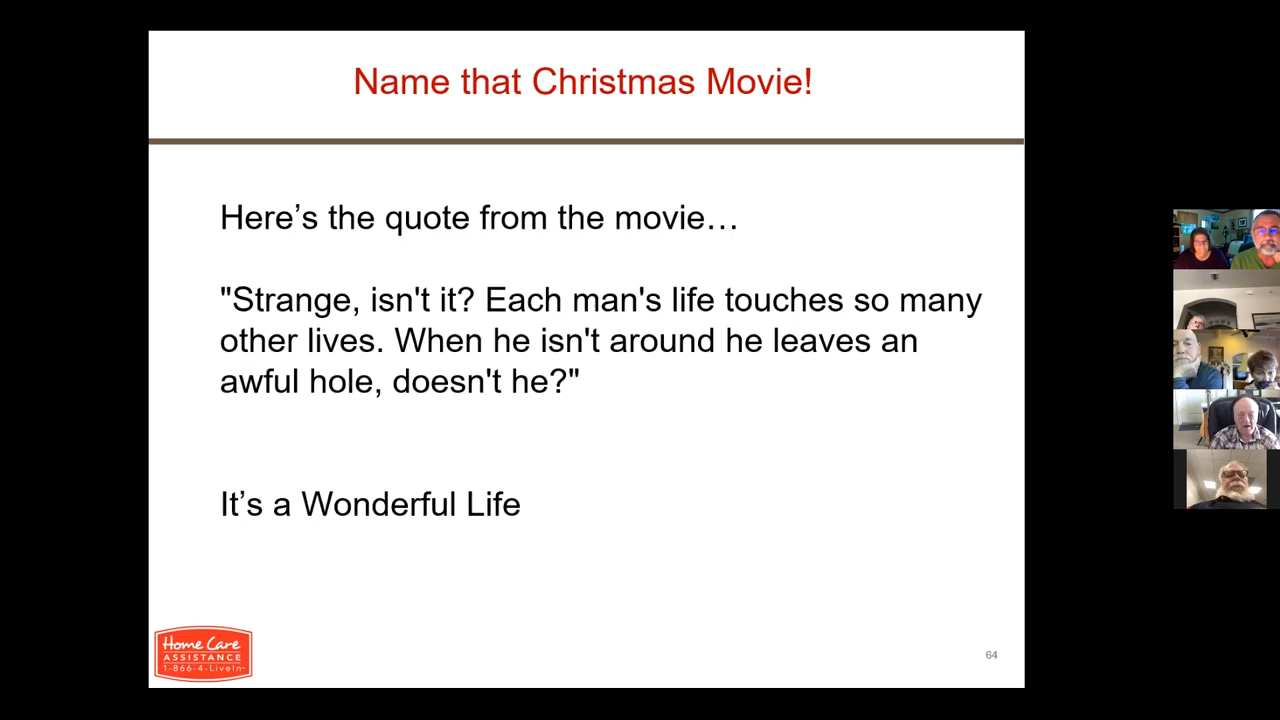 Name that Christmas Movie!
Here’s the quote from the movie…
"Strange, isn't it? Each man's life touches so many
other lives. When he isn't around he leaves an
awful hole, doesn't he?"
It’s a Wonderful Life
Home Care
ASSISTANCE
1-866-4-LiveIn
64